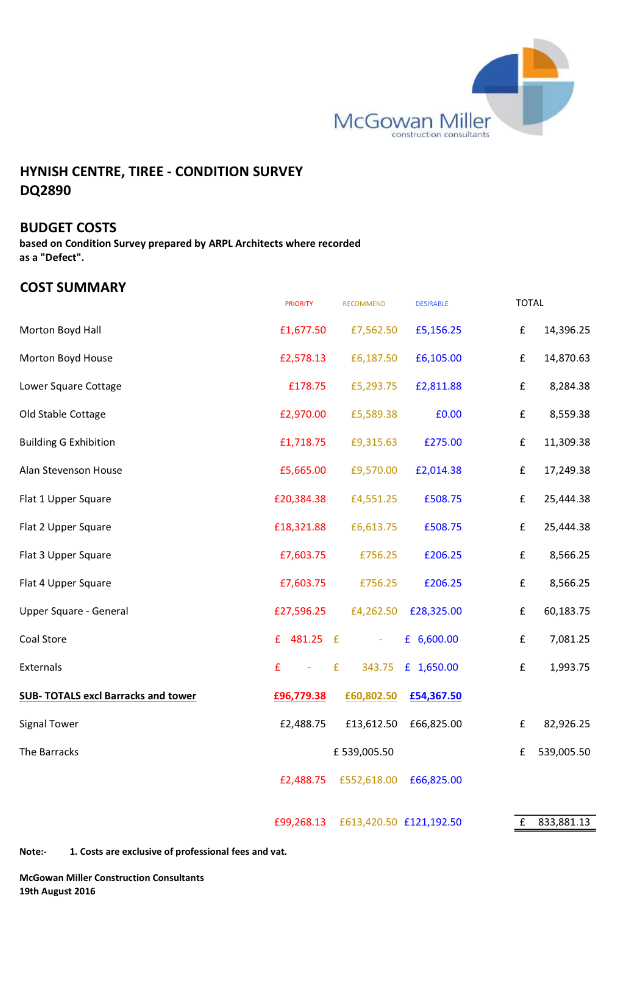 McGowan Miller
construction consultants
HYNISH CENTRE, TIREE - CONDITION SURVEY
DQ2890
BUDGET COSTS
based on Condition Survey prepared by ARPL Architects where recorded
as a "Defect".
COST SUMMARY
PRIORITY RECOMMEND DESIRABLE TOTAL
Morton Boyd Hall £1,677.50 £7,562.50 £5,156.25 £ 14,396.25
Morton Boyd House £2,578.13 £6,187.50 £6,105.00 £ 14,870.63
Lower Square Cottage £178.75 £5,293.75 £2,811.88 £ 8,284.38
Old Stable Cottage £2,970.00 £5,589.38 £0.00 £ 8,559.38
Building G Exhibition £1,718.75 £9,315.63 £275.00 £ 11,309.38
Alan Stevenson House £5,665.00 £9,570.00 £2,014.38 £ 17,249.38
Flat 1 Upper Square £20,384.38 £4,551.25 £508.75 £ 25,444.38
Flat 2 Upper Square £18,321.88 £6,613.75 £508.75 £ 25,444.38
Flat 3 Upper Square £7,603.75 £756.25 £206.25 £ 8,566.25
Flat 4 Upper Square £7,603.75 £756.25 £206.25 £ 8,566.25
Upper Square - General £27,596.25 £4,262.50 £28,325.00 £ 60,183.75
Coal Store £ 481.25 £ - £ 6,600.00 £ 7,081.25
Externals £ - £ 343.75 £ 1,650.00 £ 1,993.75
SUB- TOTALS excl Barracks and tower £96,779.38 £60,802.50 £54,367.50
Signal Tower £2,488.75 £13,612.50 £66,825.00 £ 82,926.25
The Barracks £ 539,005.50 £ 539,005.50
£2,488.75 £552,618.00 £66,825.00
£99,268.13 £613,420.50 £121,192.50 £ 833,881.13
Note:- 1. Costs are exclusive of professional fees and vat.
McGowan Miller Construction Consultants
19th August 2016